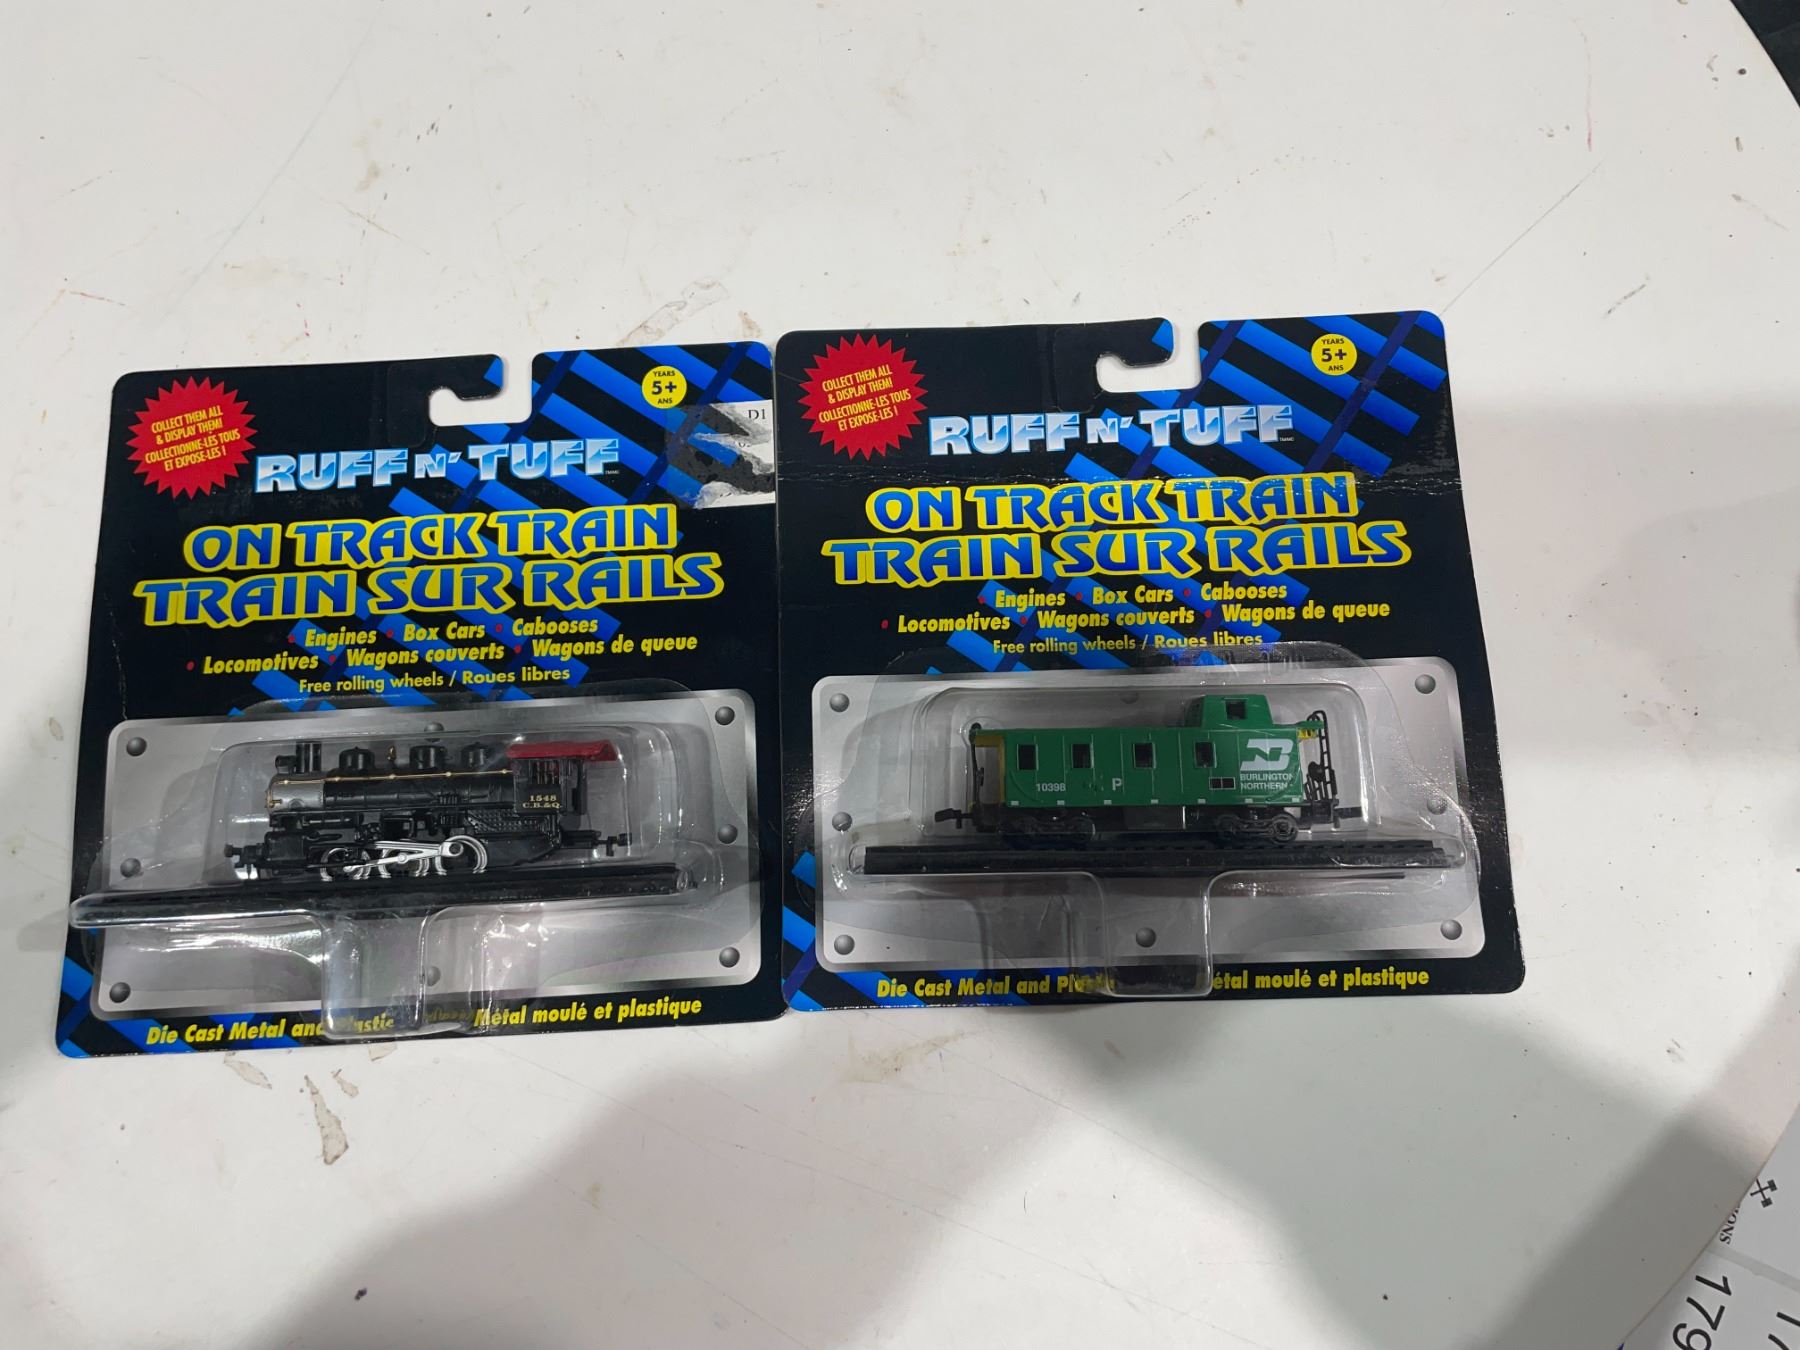 COLLECT THEM ALL
& DISPLAY THEM!
COLLECTIONNE-LES TOUS
ET EXPOSE-LES !
YEARS
5+
ANS
D1
RUFF N' TUFF
ON TRACK TRAIN
TRAIN SUR RAILS
• Engines • Box Cars • Cabooses
• Locomotives • Wagons couverts • Wagons de queue
Free rolling wheels / Roues libres
1548
C.B.&Q
Die Cast Metal and Plastic
Métal moulé et plastique
COLLECT THEM ALL
& DISPLAY THEM!
COLLECTIONNE-LES TOUS
ET EXPOSE-LES !
YEARS
5+
ANS
RUFF N' TUFF
ON TRACK TRAIN
TRAIN SUR RAILS
• Engines • Box Cars • Cabooses
• Locomotives • Wagons couverts • Wagons de queue
Free rolling wheels / Roues libres
10398
P
BN
BURLINGTON
NORTHERN
Die Cast Metal and
étal moulé et plastique
179